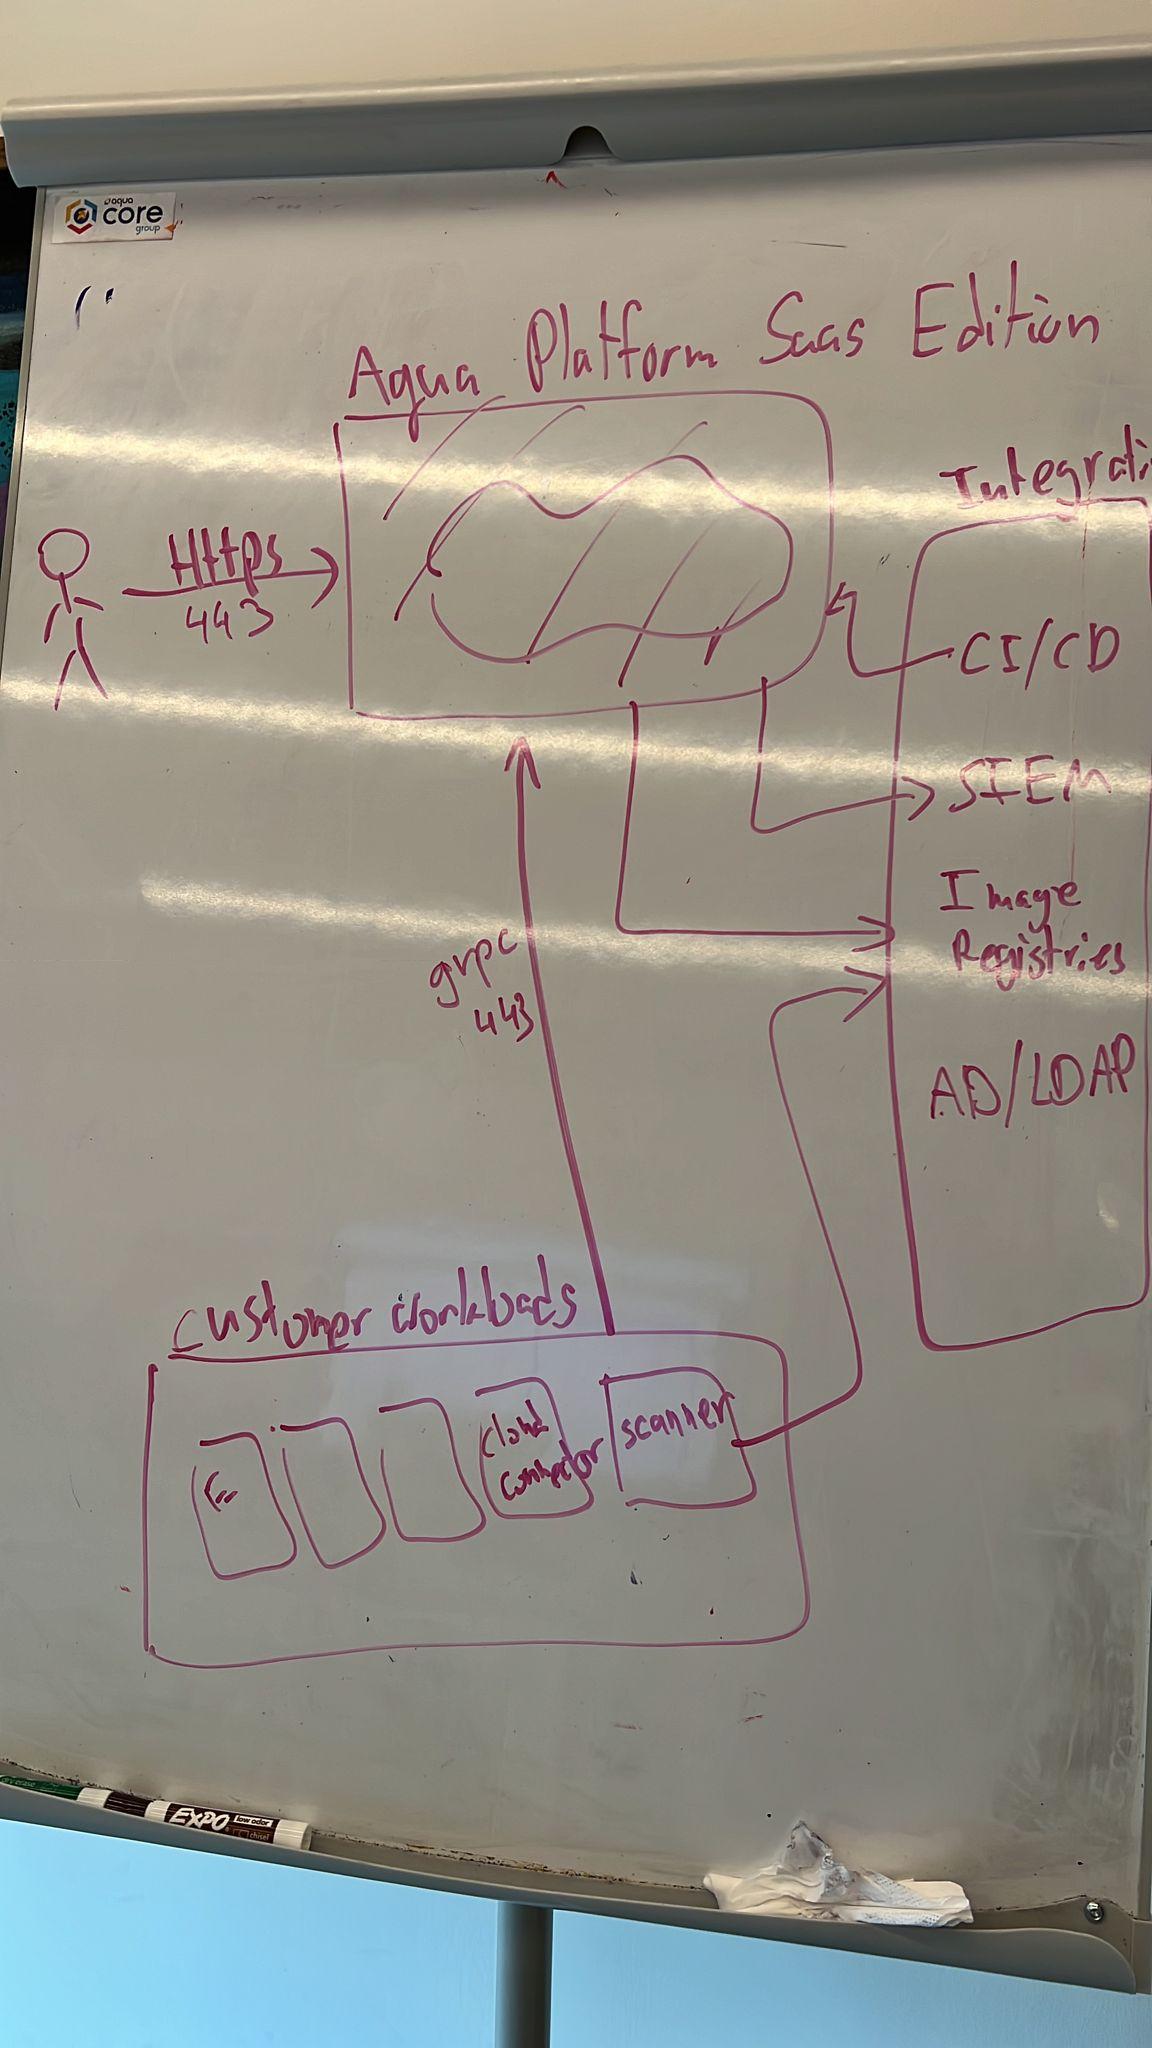 aqua
core
group
Aqua Platform SaaS Edition
Integrati
Https
443
CI/CD
SIEM
Image
Registries
grpc
443
AD/LDAP
customer workloads
cloud
connector
scanner
EXPO
low odor
chisel